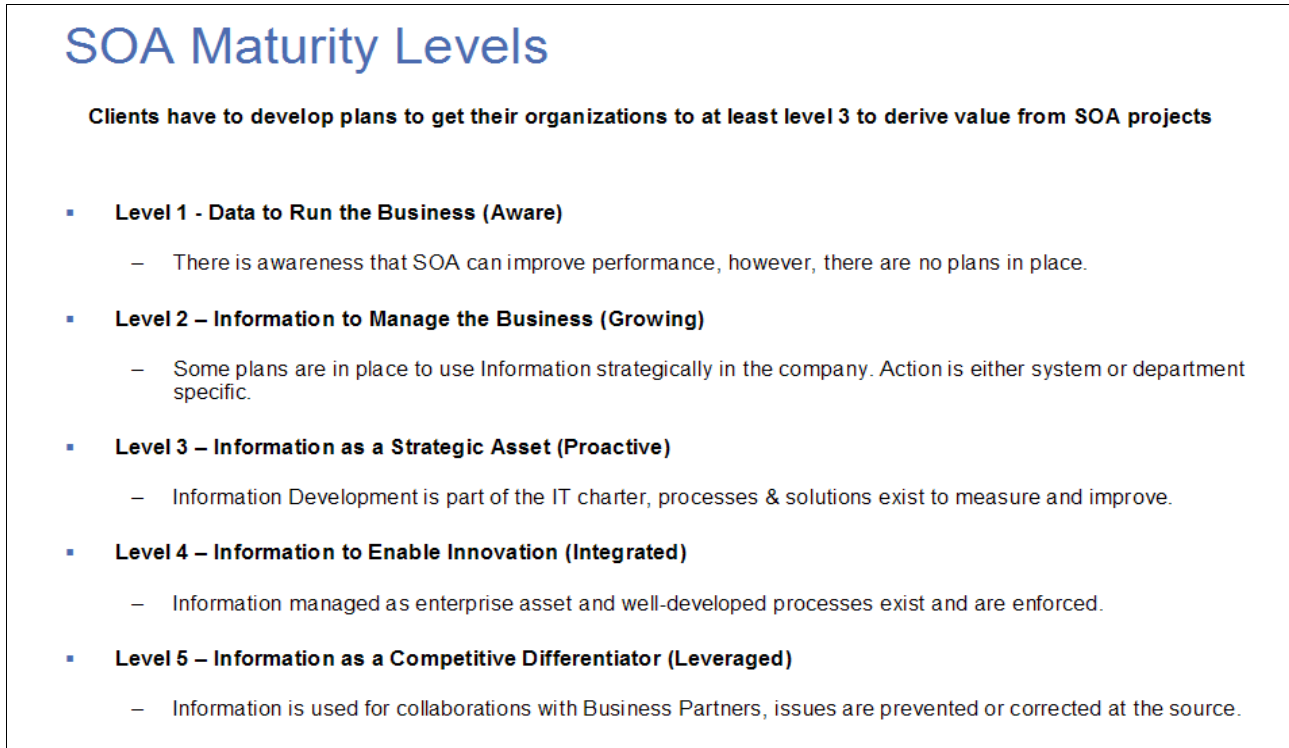 SOA Maturity Levels
Clients have to develop plans to get their organizations to at least level 3 to derive value from SOA projects
▪ Level 1 - Data to Run the Business (Aware)
– There is awareness that SOA can improve performance, however, there are no plans in place.
▪ Level 2 – Information to Manage the Business (Growing)
– Some plans are in place to use Information strategically in the company. Action is either system or department
specific.
▪ Level 3 – Information as a Strategic Asset (Proactive)
– Information Development is part of the IT charter, processes & solutions exist to measure and improve.
▪ Level 4 – Information to Enable Innovation (Integrated)
– Information managed as enterprise asset and well-developed processes exist and are enforced.
▪ Level 5 – Information as a Competitive Differentiator (Leveraged)
– Information is used for collaborations with Business Partners, issues are prevented or corrected at the source.